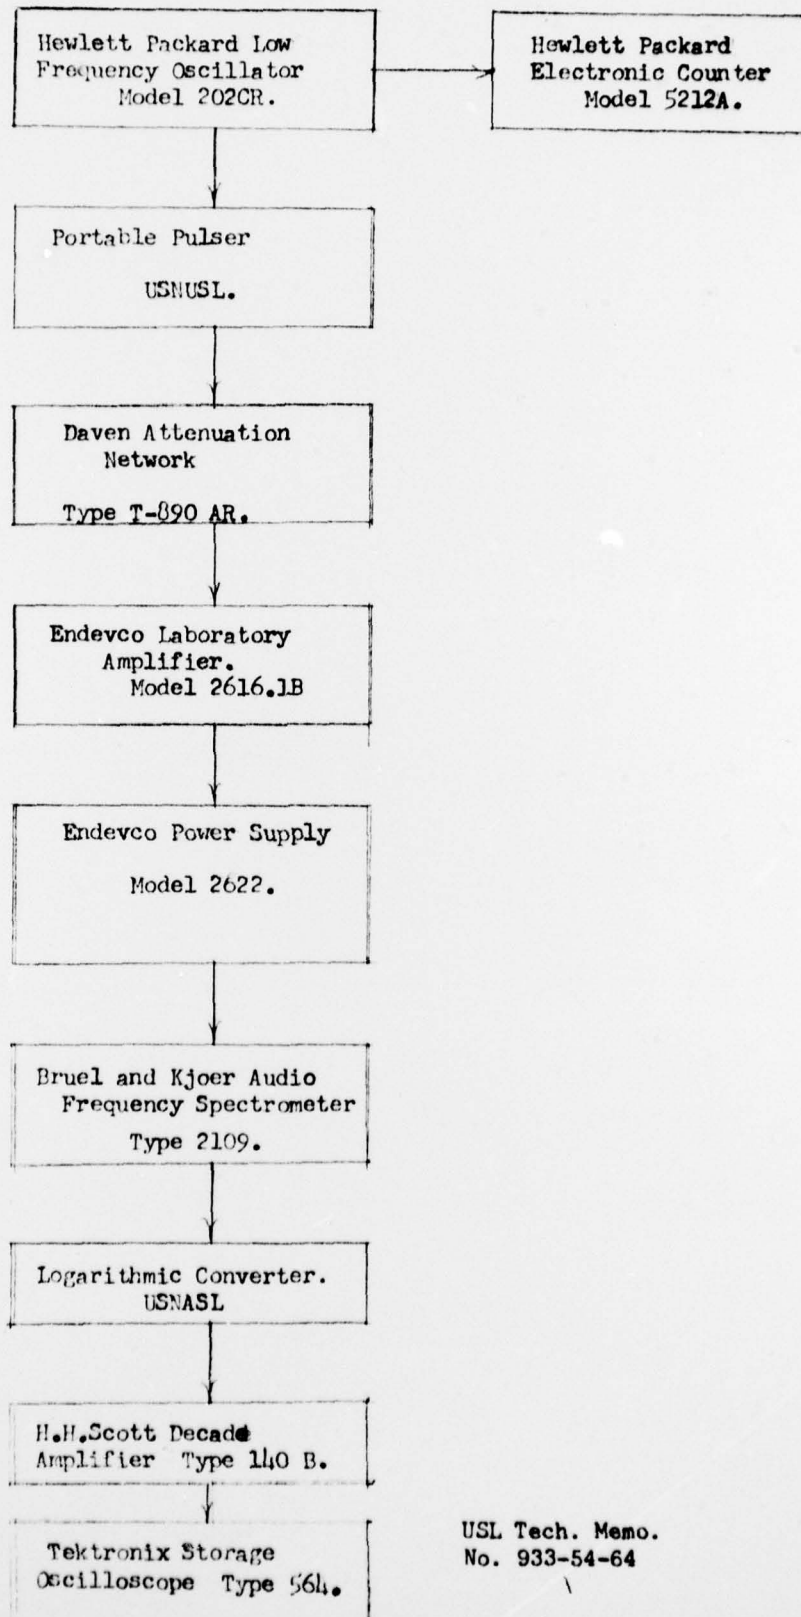 Hewlett Packard Low
Frequency Oscillator
Model 202CR.
Hewlett Packard
Electronic Counter
Model 5212A.
Portable Pulser
USNUSL.
Daven Attenuation
Network
Type T-890 AR.
Endevco Laboratory
Amplifier.
Model 2616.1B
Endevco Power Supply
Model 2622.
Bruel and Kjoer Audio
Frequency Spectrometer
Type 2109.
Logarithmic Converter.
USNASL
H.H.Scott Decade
Amplifier Type 140 B.
Tektronix Storage
Oscilloscope Type 564.
USL Tech. Memo.
No. 933-54-64